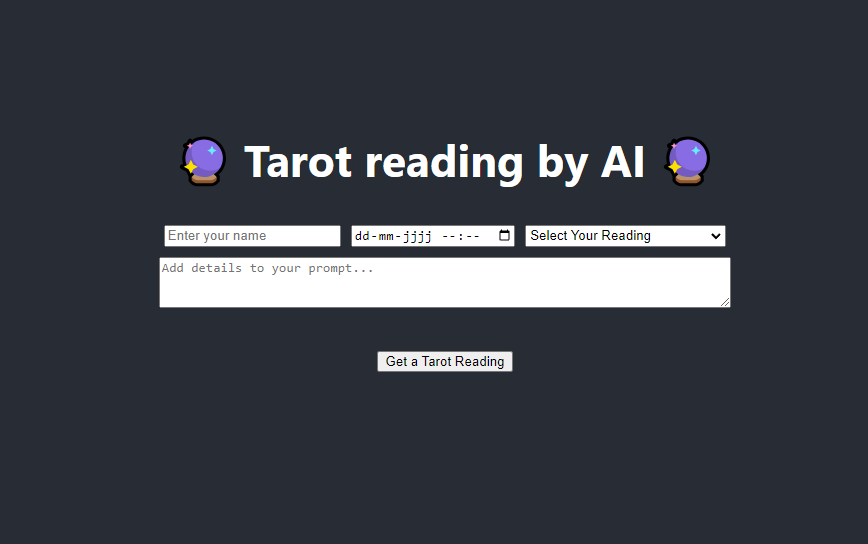 Tarot reading by AI
Enter your name dd-mm-jjjj --:-- Select Your Reading
Add details to your prompt...
Get a Tarot Reading